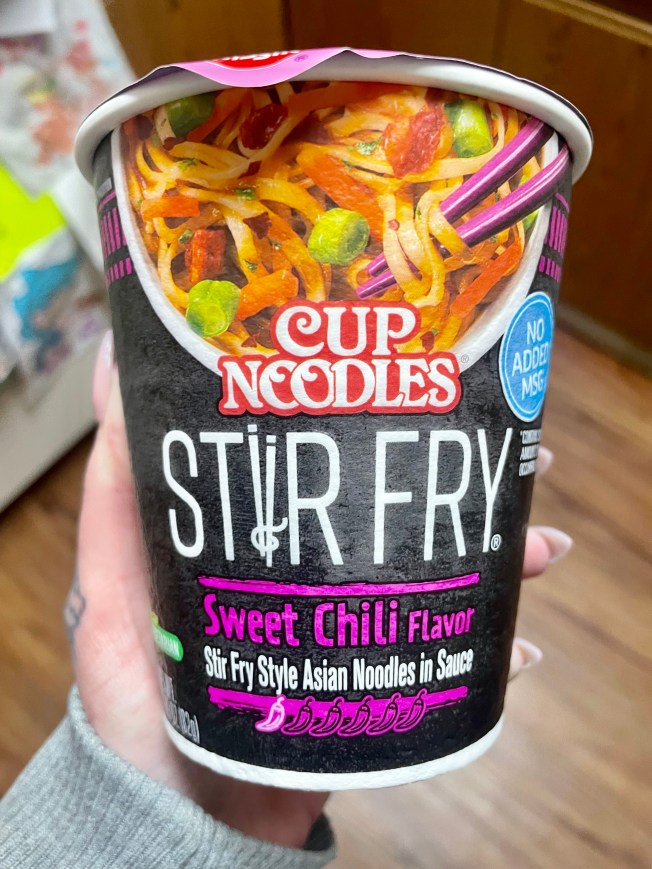 CUP
NOODLES®
NO
ADDED
MSG
STIR FRY®
Sweet Chili Flavor
Stir Fry Style Asian Noodles in Sauce